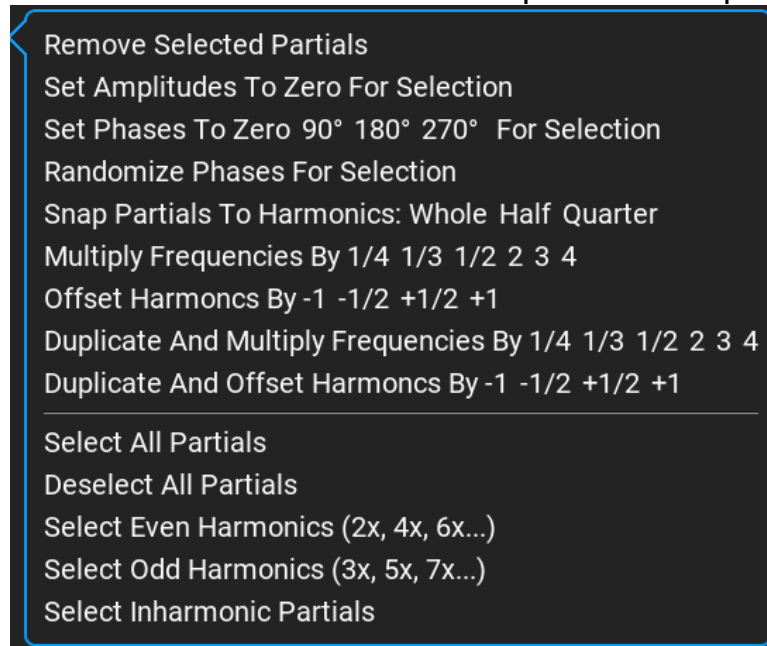 Remove Selected Partials
Set Amplitudes To Zero For Selection
Set Phases To Zero 90° 180° 270° For Selection
Randomize Phases For Selection
Snap Partials To Harmonics: Whole Half Quarter
Multiply Frequencies By 1/4 1/3 1/2 2 3 4
Offset Harmoncs By -1 -1/2 +1/2 +1
Duplicate And Multiply Frequencies By 1/4 1/3 1/2 2 3 4
Duplicate And Offset Harmoncs By -1 -1/2 +1/2 +1
Select All Partials
Deselect All Partials
Select Even Harmonics (2x, 4x, 6x...)
Select Odd Harmonics (3x, 5x, 7x...)
Select Inharmonic Partials